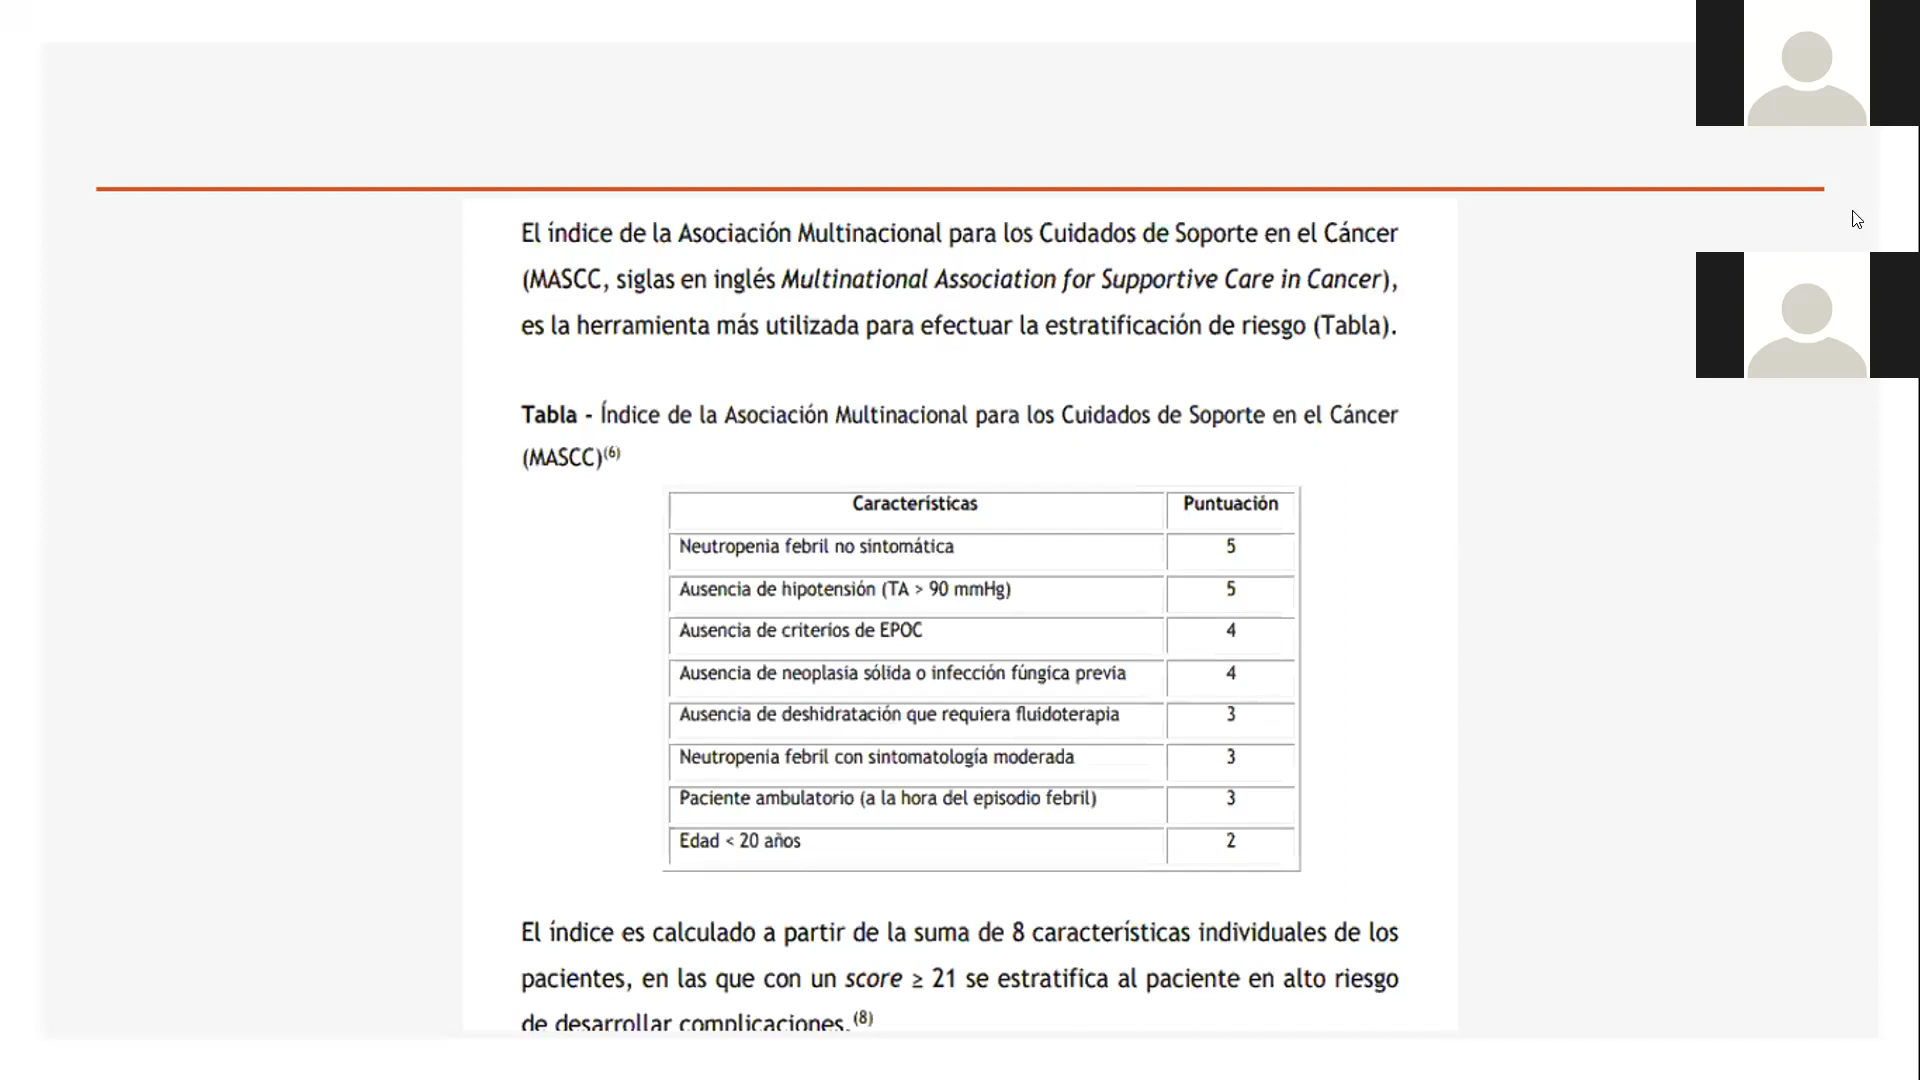 El índice de la Asociación Multinacional para los Cuidados de Soporte en el Cáncer
(MASCC, siglas en inglés Multinational Association for Supportive Care in Cancer),
es la herramienta más utilizada para efectuar la estratificación de riesgo (Tabla).
Tabla - Índice de la Asociación Multinacional para los Cuidados de Soporte en el Cáncer
(MASCC)(6)
Características Puntuación
Neutropenia febril no sintomática 5
Ausencia de hipotensión (TA > 90 mmHg) 5
Ausencia de criterios de EPOC 4
Ausencia de neoplasia sólida o infección fúngica previa 4
Ausencia de deshidratación que requiera fluidoterapia 3
Neutropenia febril con sintomatología moderada 3
Paciente ambulatorio (a la hora del episodio febril) 3
Edad < 20 años 2
El índice es calculado a partir de la suma de 8 características individuales de los
pacientes, en las que con un score ≥ 21 se estratifica al paciente en alto riesgo
de desarrollar complicaciones.(8)